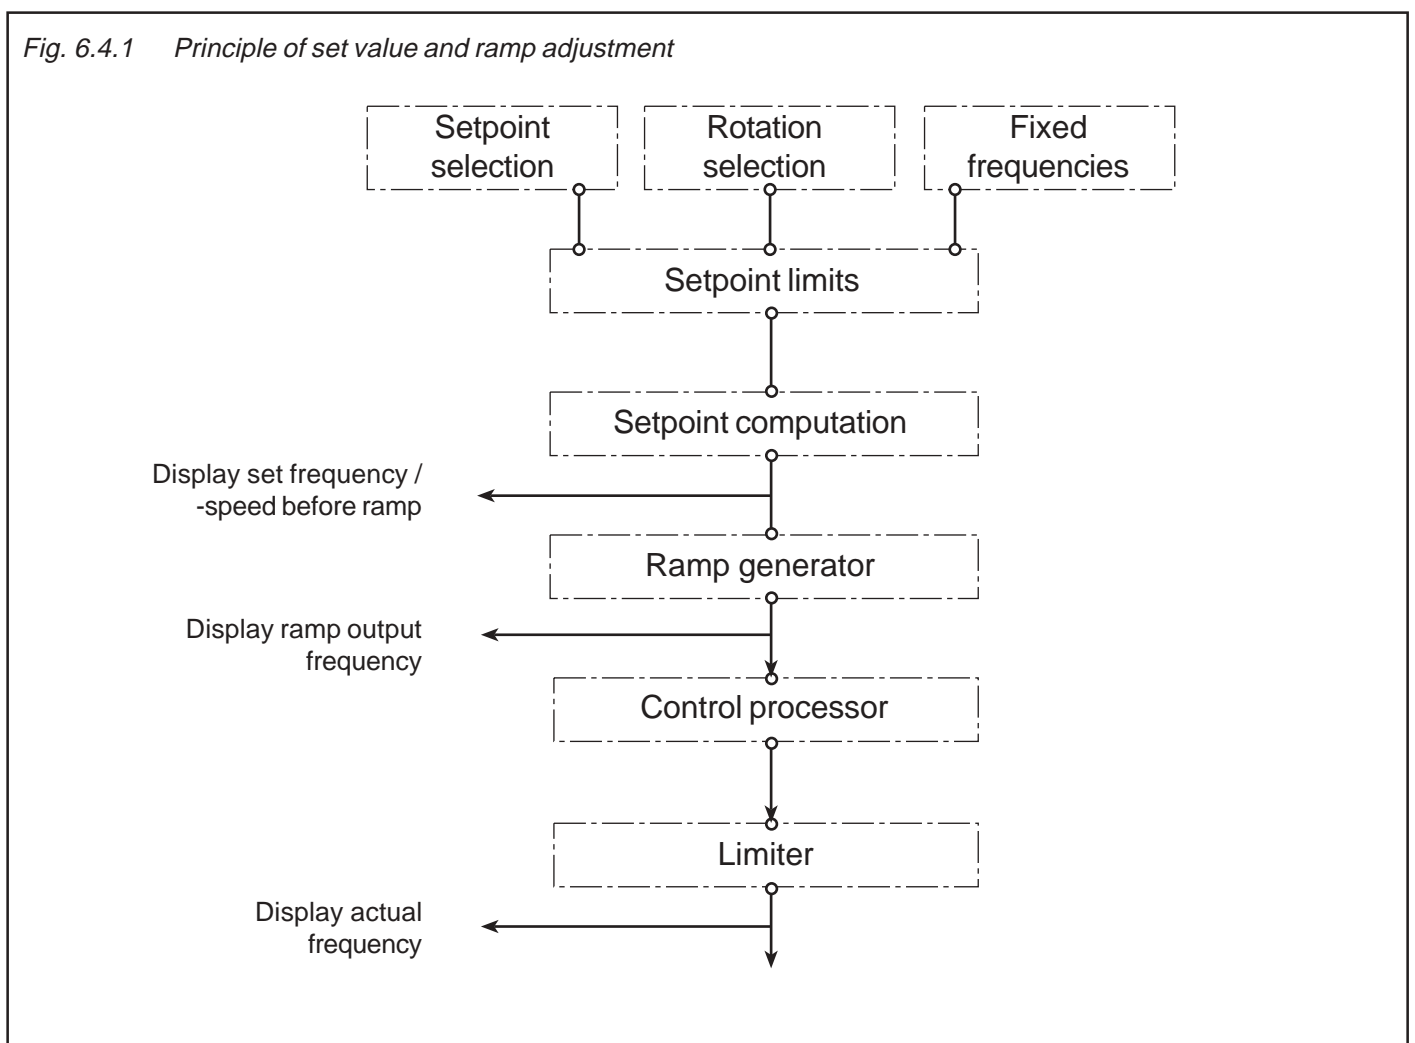 Fig. 6.4.1 Principle of set value and ramp adjustment
Setpoint
selection
Rotation
selection
Fixed
frequencies
Setpoint limits
Setpoint computation
Display set frequency /
-speed before ramp
Ramp generator
Display ramp output
frequency
Control processor
Limiter
Display actual
frequency